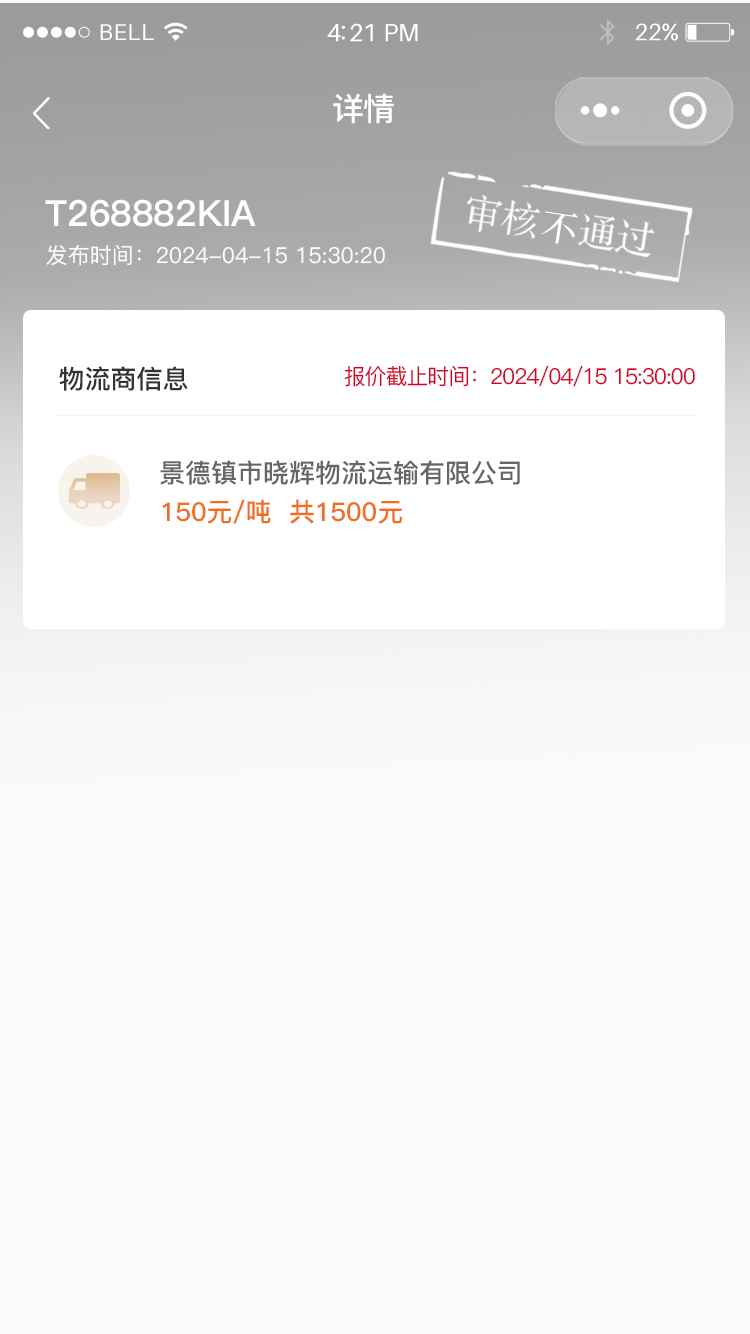 BELL 4:21 PM 22%
详情
T268882KIA
审核不通过
发布时间：2024-04-15 15:30:20
物流商信息 报价截止时间：2024/04/15 15:30:00
景德镇市晓辉物流运输有限公司
150元/吨 共1500元